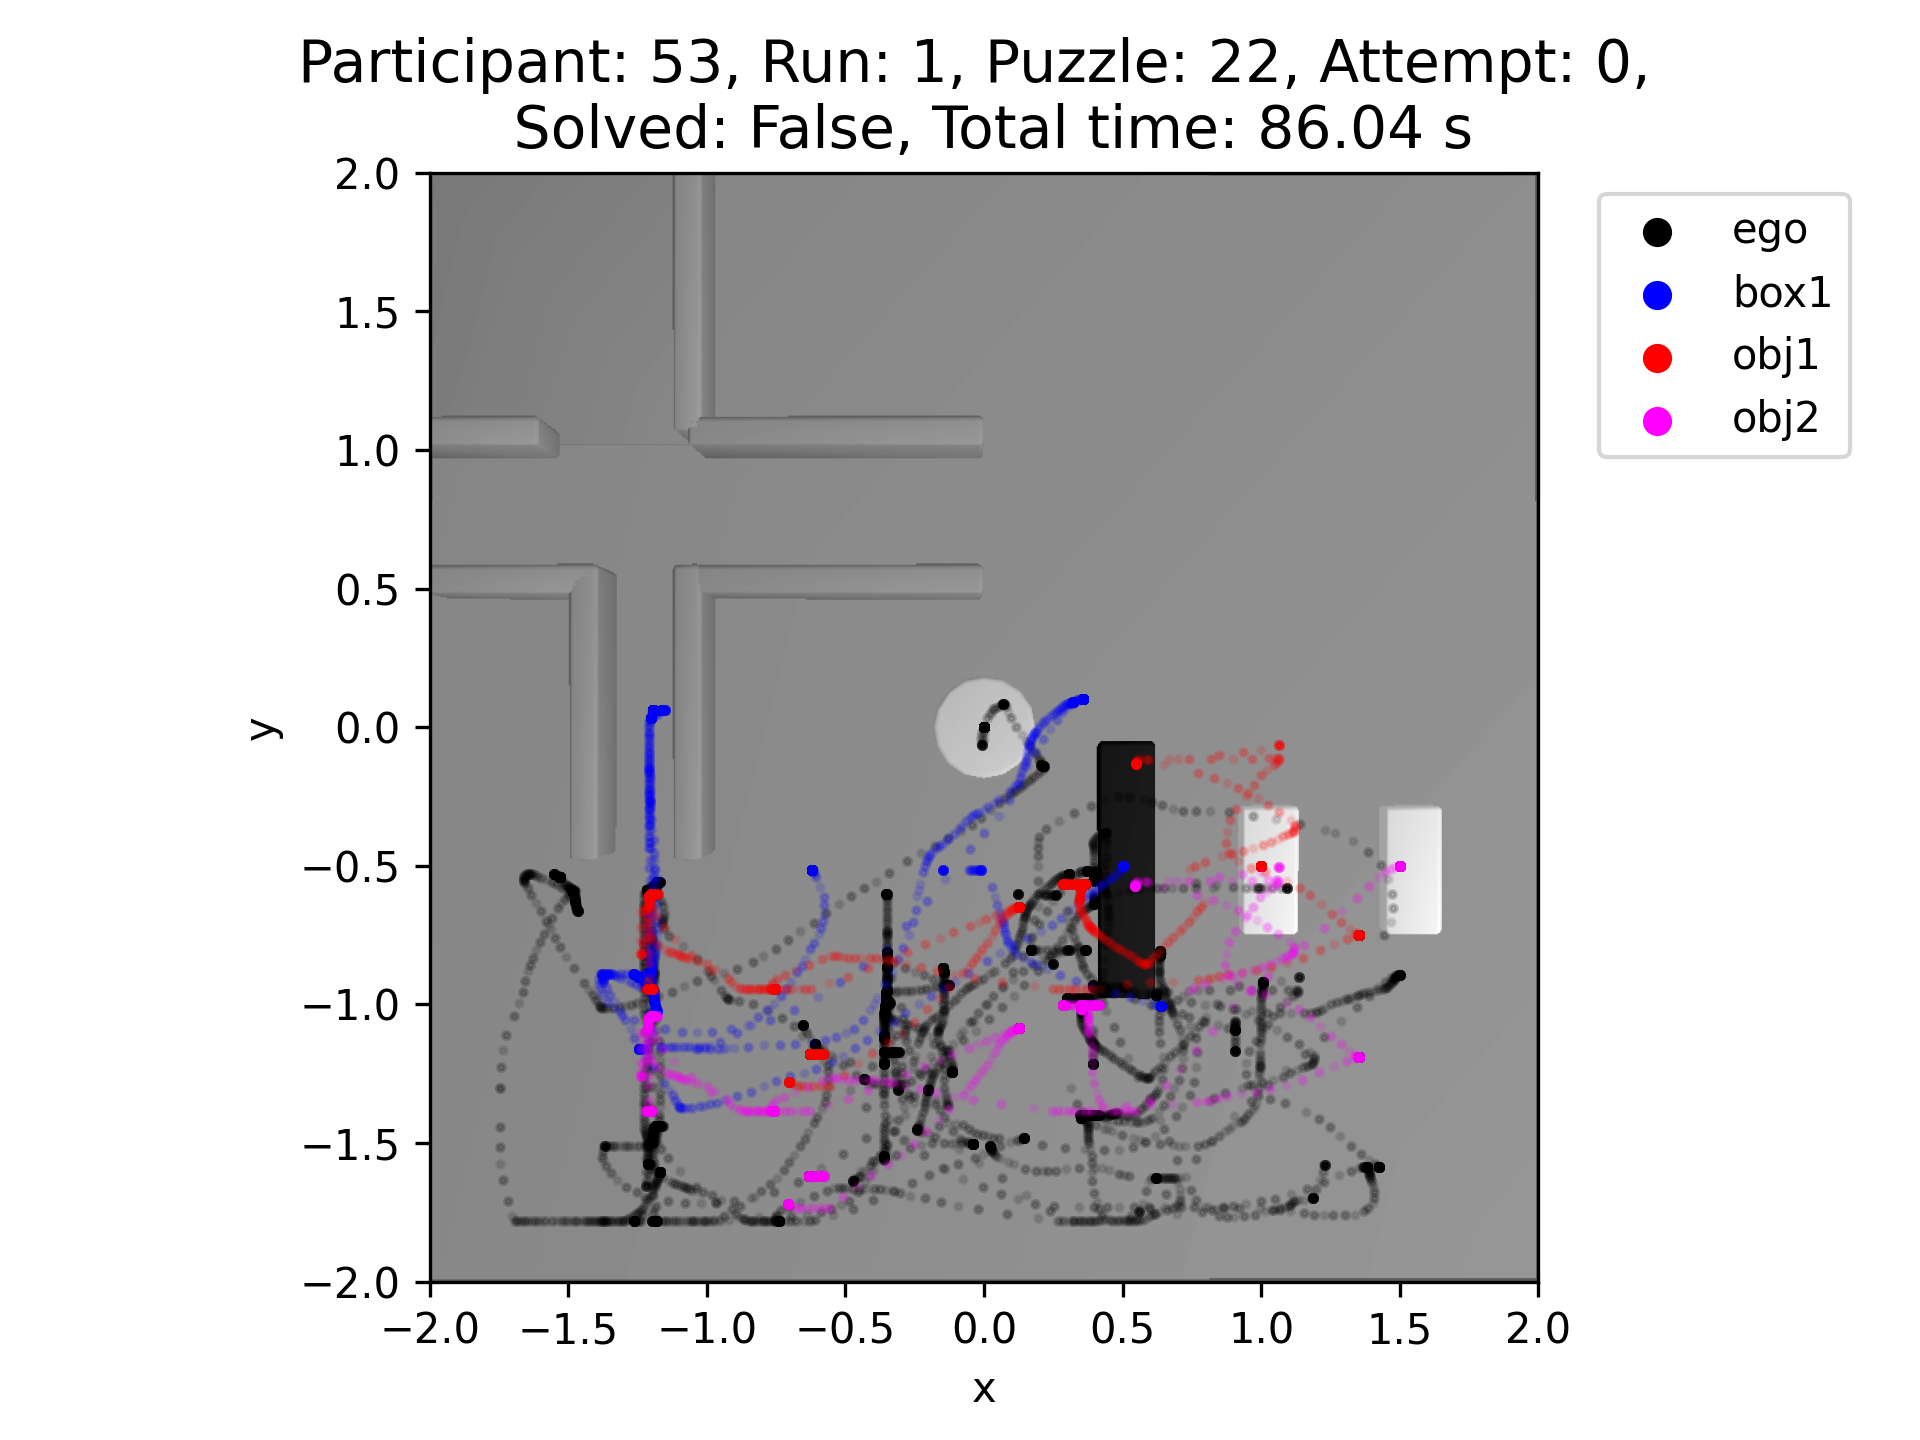 Participant: 53, Run: 1, Puzzle: 22, Attempt: 0,
Solved: False, Total time: 86.04 s
ego
box1
obj1
obj2
2.0
1.5
1.0
0.5
0.0
−0.5
−1.0
−1.5
−2.0
y
−2.0 −1.5 −1.0 −0.5 0.0 0.5 1.0 1.5 2.0
x